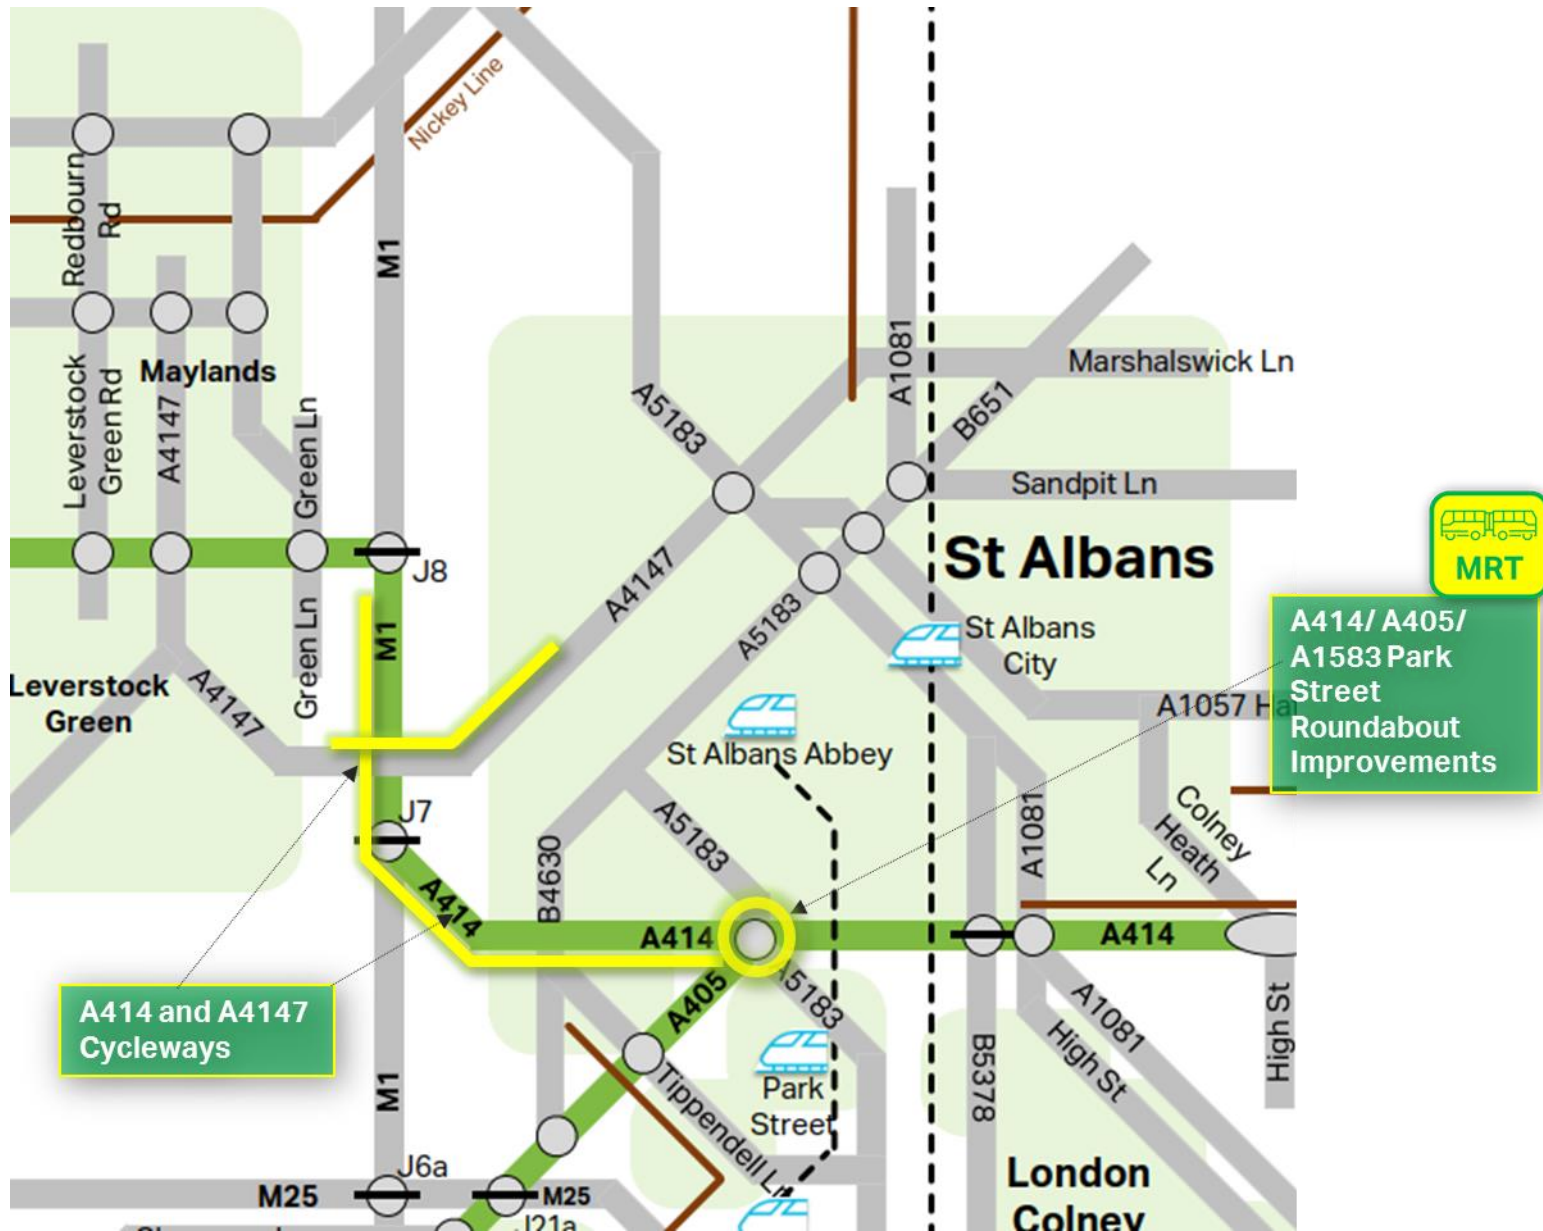 Nickey Line
Redbourn
Rd
M1
Maylands
Leverstock
Green Rd
A4147
Green Ln
A5183
A1081
B651
Marshalswick Ln
Sandpit Ln
J8
St Albans
MRT
A414/ A405/
A1583 Park
Street
Roundabout
Improvements
M1
Green Ln
A4147
A5183
St Albans
City
Leverstock
Green
A4147
St Albans Abbey
A1057 Ha
J7
A5183
A1081
Colney
Heath
Ln
B4630
A414
A414
A414
A414 and A4147
Cycleways
A405
A5183
A1081
High St
High St
B5378
M1
Park
Street
Tippendell Ln
J6a
M25
M25
J21a
London
Colney